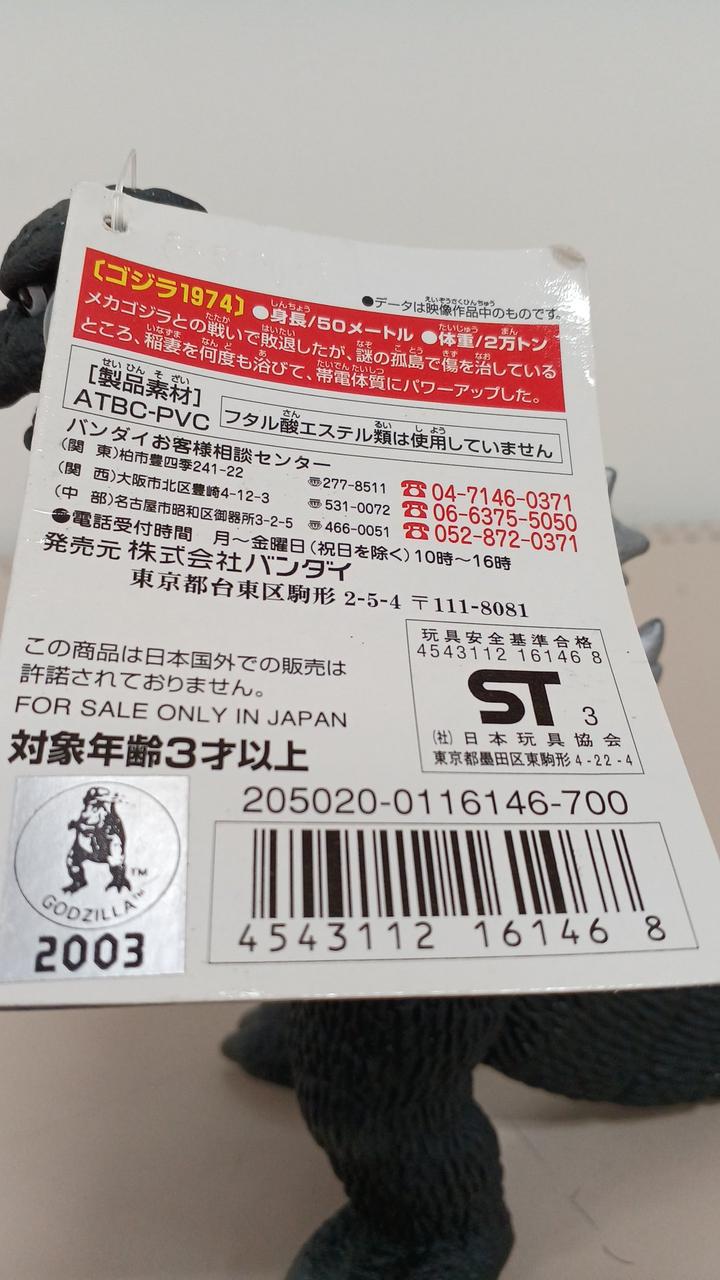 ●データは映像作品中のものです。
［ゴジラ1974］ ●身長/50メートル ●体重/2万トン
メカゴジラとの戦いで敗退したが、謎の孤島で傷を治している
ところ、稲妻を何度も浴びて、帯電体質にパワーアップした。
［製品素材］
ATBC-PVC
フタル酸エステル類は使用していません
バンダイお客様相談センター
(関 東)柏市豊四季241-22 ☏277-8511 ☎04-7146-0371
(関 西)大阪市北区豊崎4-12-3 ☏531-0072 ☎06-6375-5050
(中 部)名古屋市昭和区御器所3-2-5 ☏466-0051 ☎052-872-0371
●電話受付時間 月～金曜日(祝日を除く)10時～16時
発売元 株式会社バンダイ
東京都台東区駒形 2-5-4 〒111-8081
この商品は日本国外での販売は
許諾されておりません。
FOR SALE ONLY IN JAPAN
対象年齢3才以上
玩具安全基準合格
4543112 16146 8
ST 3
(社)日本玩具協会
東京都墨田区東駒形4-22-4
205020-0116146-700
4543112 16146 8
GODZILLA™
TM
2003